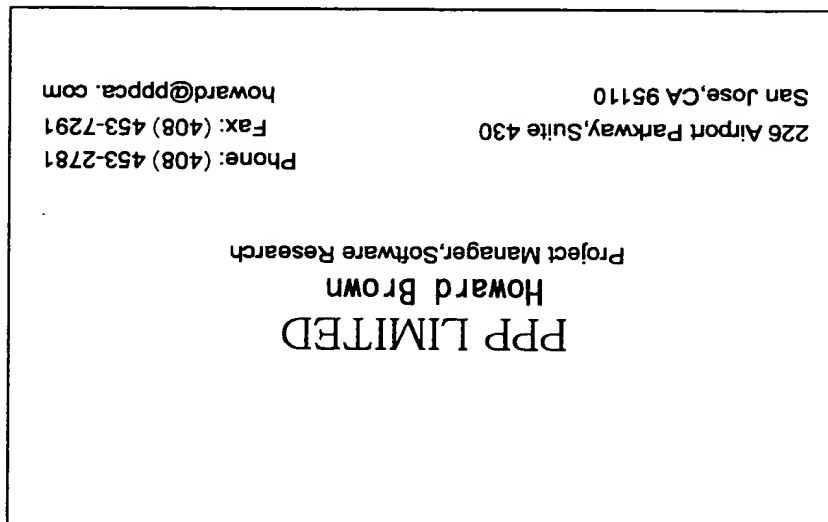 PPP LIMITED
Howard Brown
Project Manager,Software Research
226 Airport Parkway,Suite 430
San Jose,CA 95110
Phone: (408) 453-2781
Fax: (408) 453-7291
howard@pppca. com